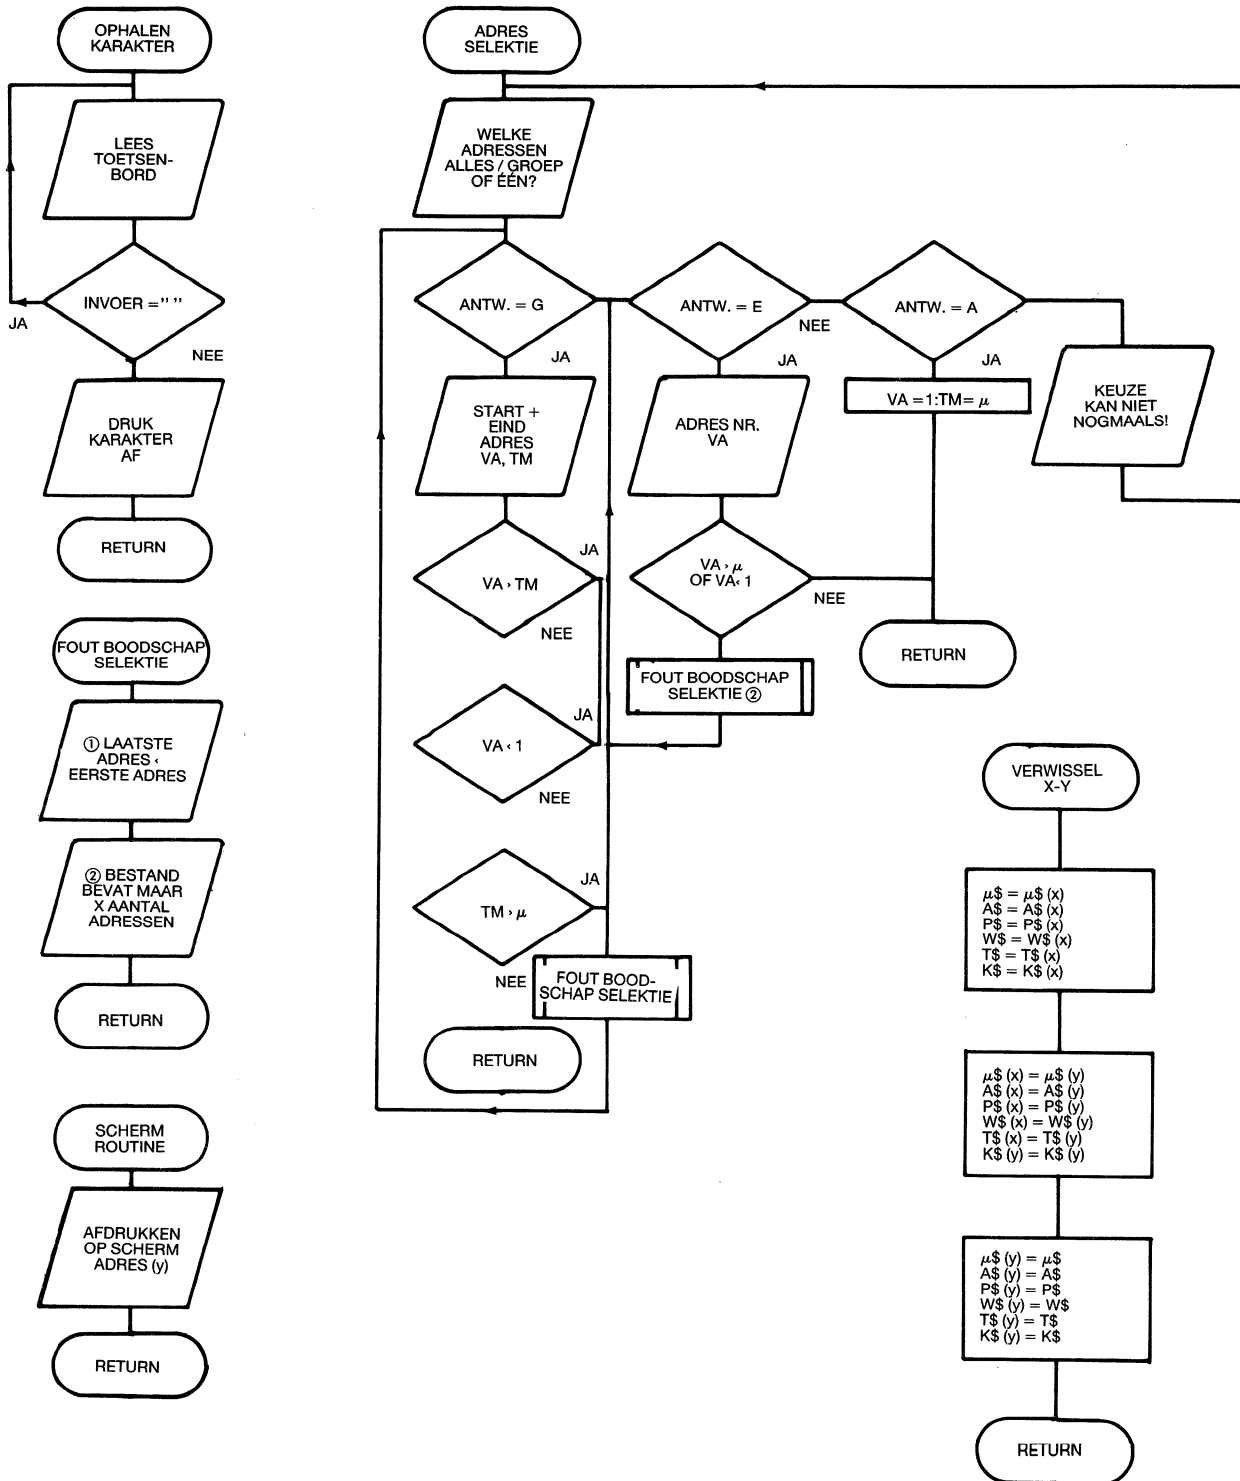 OPHALEN
KARAKTER
LEES
TOETSEN-
BORD
INVOER =" "
JA
NEE
DRUK
KARAKTER
AF
RETURN
FOUT BOODSCHAP
SELEKTIE
① LAATSTE
ADRES <
EERSTE ADRES
② BESTAND
BEVAT MAAR
X AANTAL
ADRESSEN
RETURN
SCHERM
ROUTINE
AFDRUKKEN
OP SCHERM
ADRES (y)
RETURN
ADRES
SELEKTIE
WELKE
ADRESSEN
ALLES / GROEP
OF ÉÉN?
ANTW. = G
JA
START +
EIND
ADRES
VA, TM
VA > TM
JA
NEE
VA < 1
JA
NEE
TM > μ
JA
NEE
FOUT BOOD-
SCHAP SELEKTIE
RETURN
ANTW. = E
NEE
JA
ADRES NR.
VA
VA > μ
OF VA < 1
NEE
FOUT BOODSCHAP
SELEKTIE ②
ANTW. = A
JA
VA = 1:TM= μ
RETURN
KEUZE
KAN NIET
NOGMAALS!
VERWISSEL
X-Y
μ$ = μ$ (x)
A$ = A$ (x)
P$ = P$ (x)
W$ = W$ (x)
T$ = T$ (x)
K$ = K$ (x)
μ$ (x) = μ$ (y)
A$ (x) = A$ (y)
P$ (x) = P$ (y)
W$ (x) = W$ (y)
T$ (x) = T$ (y)
K$ (y) = K$ (y)
μ$ (y) = μ$
A$ (y) = A$
P$ (y) = P$
W$ (y) = W$
T$ (y) = T$
K$ (y) = K$
RETURN